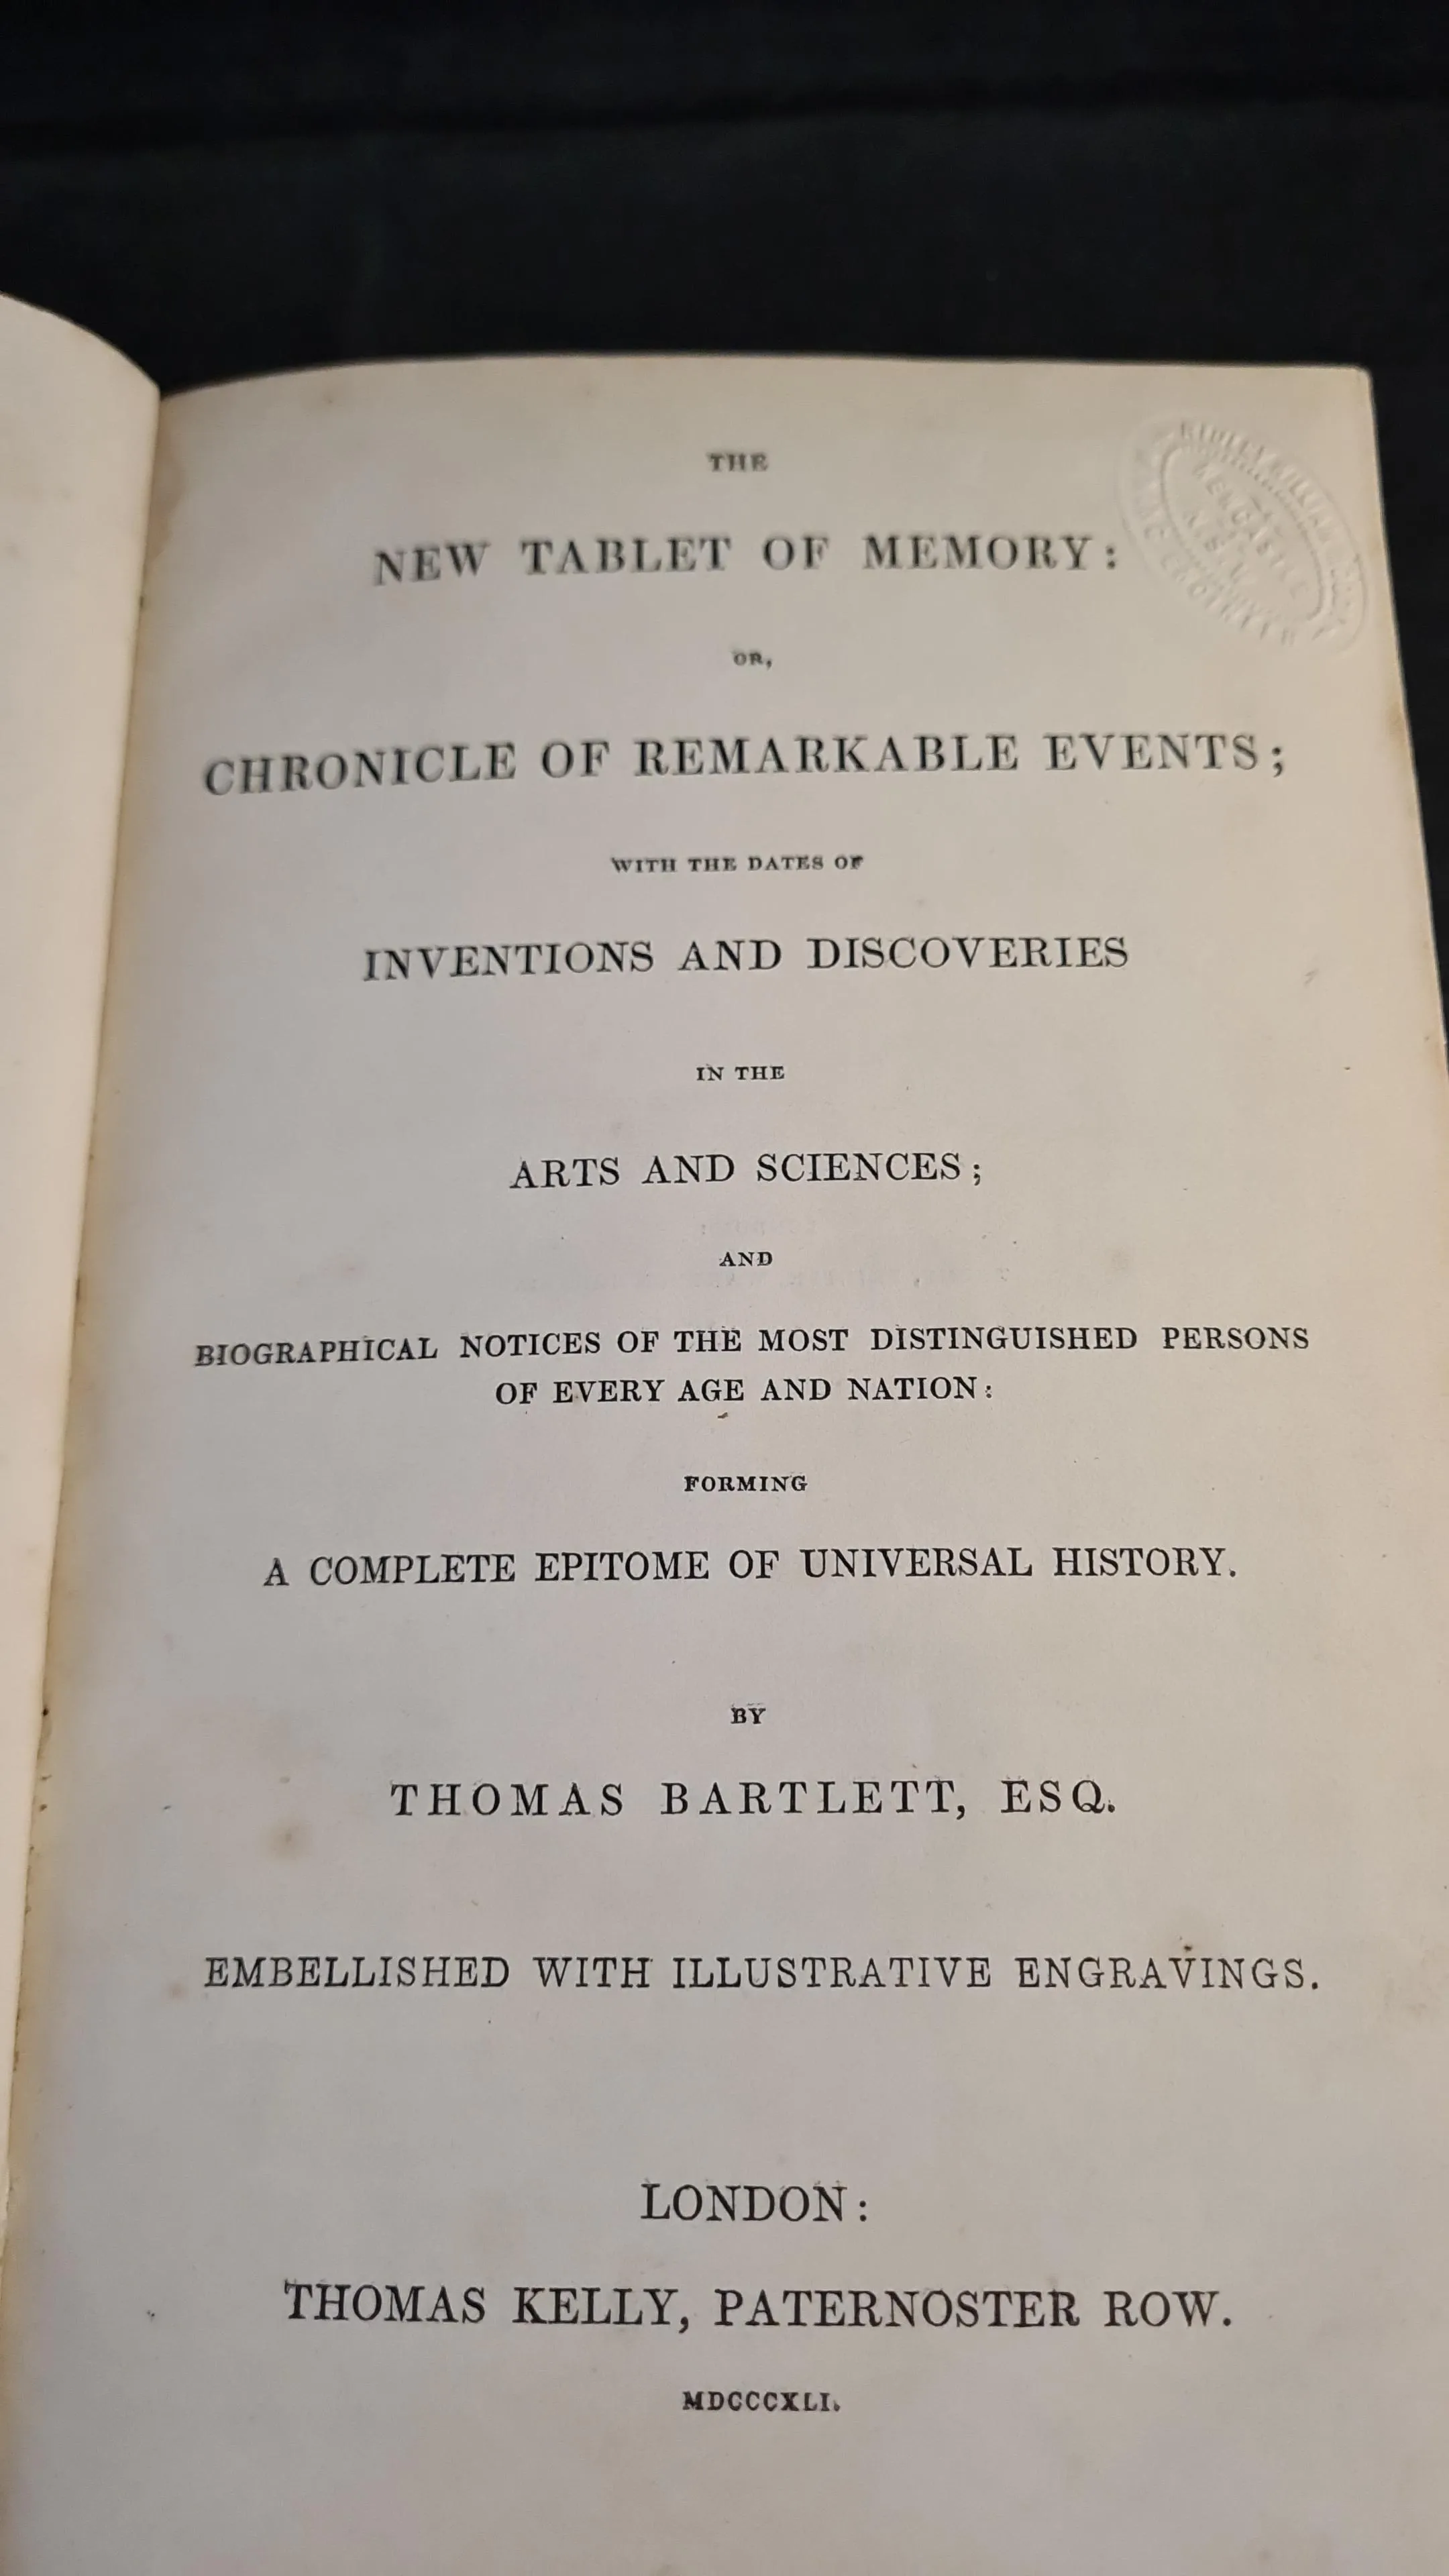 THE
NEW TABLET OF MEMORY:
OR,
CHRONICLE OF REMARKABLE EVENTS;
WITH THE DATES OF
INVENTIONS AND DISCOVERIES
IN THE
ARTS AND SCIENCES;
AND
BIOGRAPHICAL NOTICES OF THE MOST DISTINGUISHED PERSONS
OF EVERY AGE AND NATION:
FORMING
A COMPLETE EPITOME OF UNIVERSAL HISTORY.
BY
THOMAS BARTLETT, ESQ.
EMBELLISHED WITH ILLUSTRATIVE ENGRAVINGS.
LONDON:
THOMAS KELLY, PATERNOSTER ROW.
MDCCCXLI.